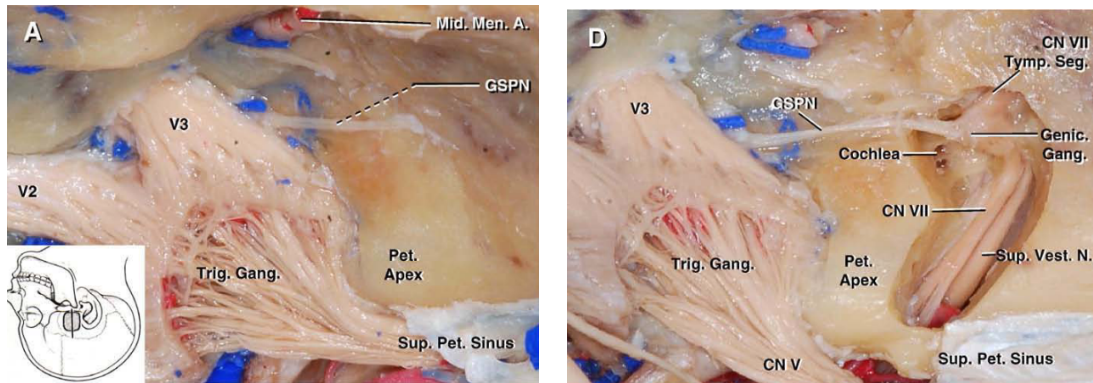 A
Mid. Men. A.
GSPN
V3
V2
Trig. Gang.
Pet.
Apex
Sup. Pet. Sinus
D
CN VII
Tymp. Seg.
V3
GSPN
Genic.
Gang.
Cochlea
CN VII
Sup. Vest. N.
Trig. Gang.
Pet.
Apex
CN V
Sup. Pet. Sinus